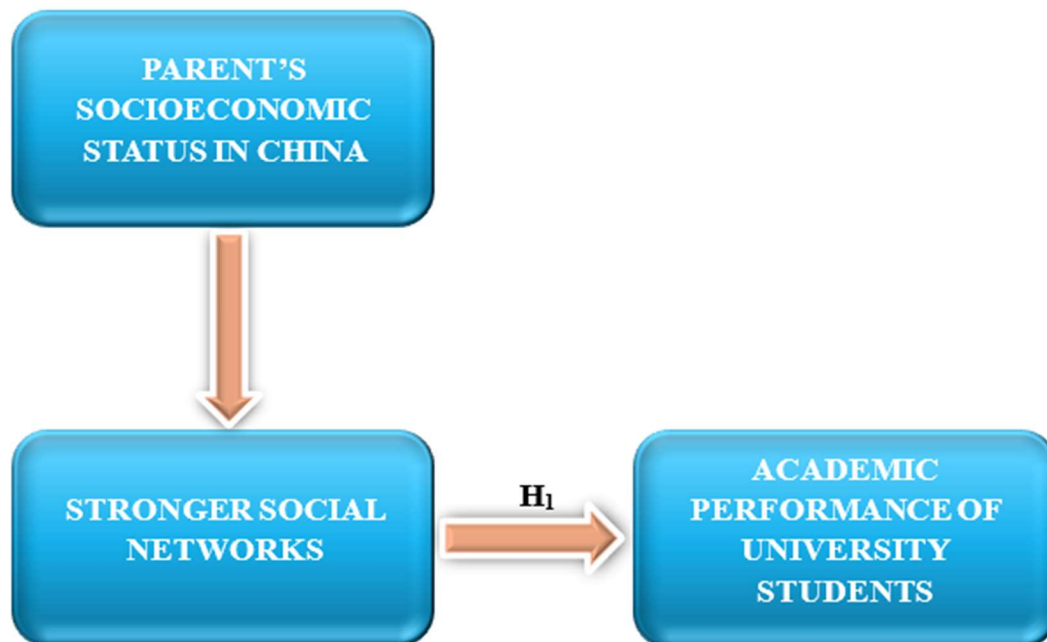 PARENT’S
SOCIOECONOMIC
STATUS IN CHINA
STRONGER SOCIAL
NETWORKS
H1
ACADEMIC
PERFORMANCE OF
UNIVERSITY
STUDENTS